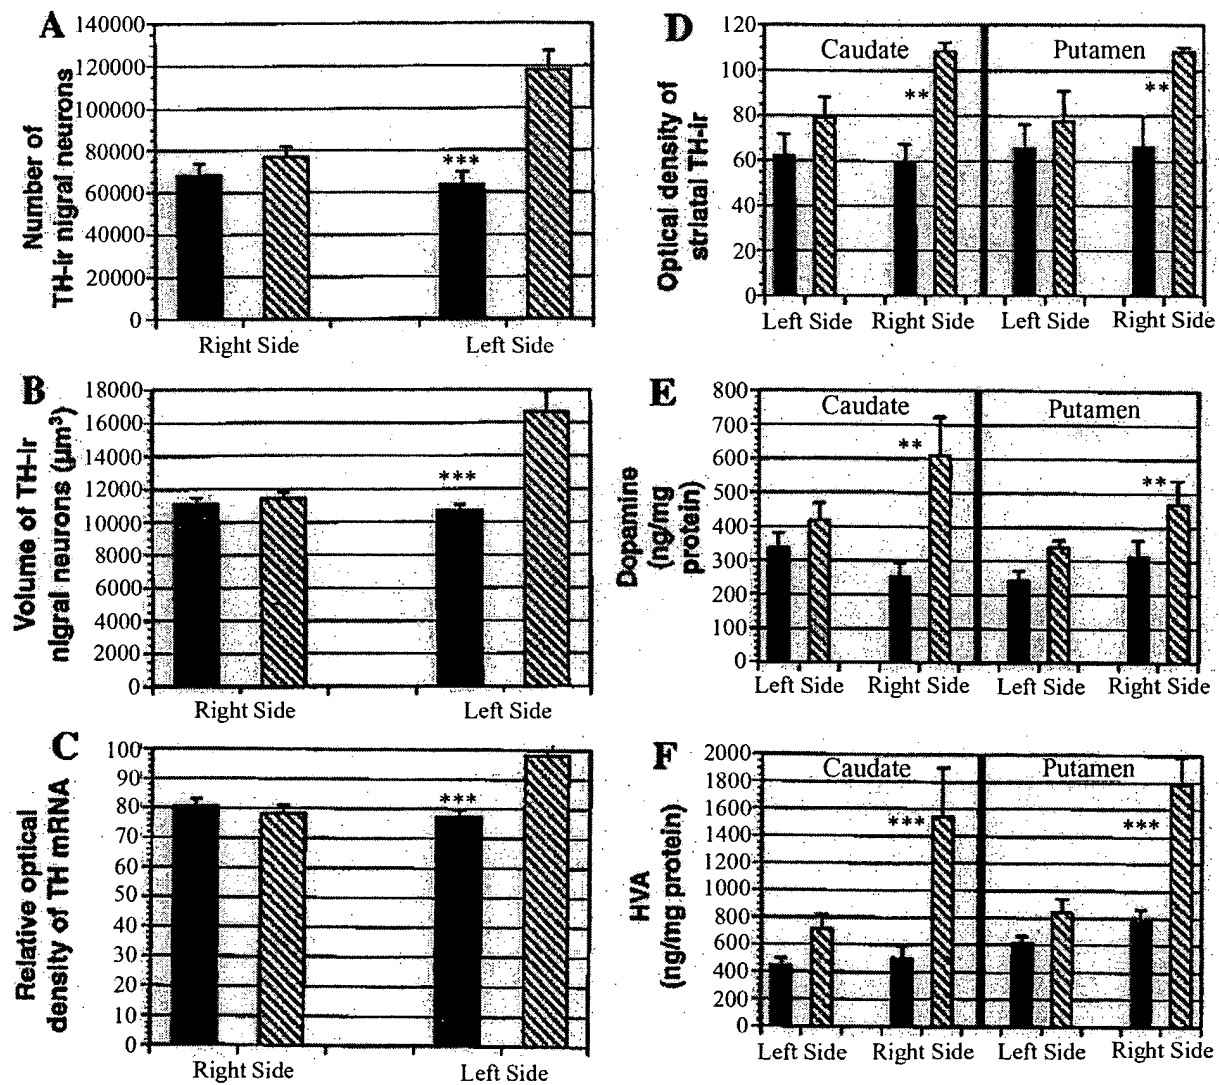 A
140000
120000
100000
80000
60000
40000
20000
0
Number of
TH-ir nigral neurons
***
Right Side
Left Side
B
18000
16000
14000
12000
10000
8000
6000
4000
2000
0
Volume of TH-ir
nigral neurons (µm³)
***
Right Side
Left Side
C
100
90
80
70
60
50
40
30
20
10
0
Relative optical
density of TH mRNA
***
Right Side
Left Side
D
120
100
80
60
40
20
0
Optical density of
striatal TH-ir
Caudate
Putamen
**
**
Left Side
Right Side
Left Side
Right Side
E
800
700
600
500
400
300
200
100
0
Dopamine
(ng/mg
protein)
Caudate
Putamen
**
**
Left Side
Right Side
Left Side
Right Side
F
2000
1800
1600
1400
1200
1000
800
600
400
200
0
HVA
(ng/mg protein)
Caudate
Putamen
***
***
Left Side
Right Side
Left Side
Right Side